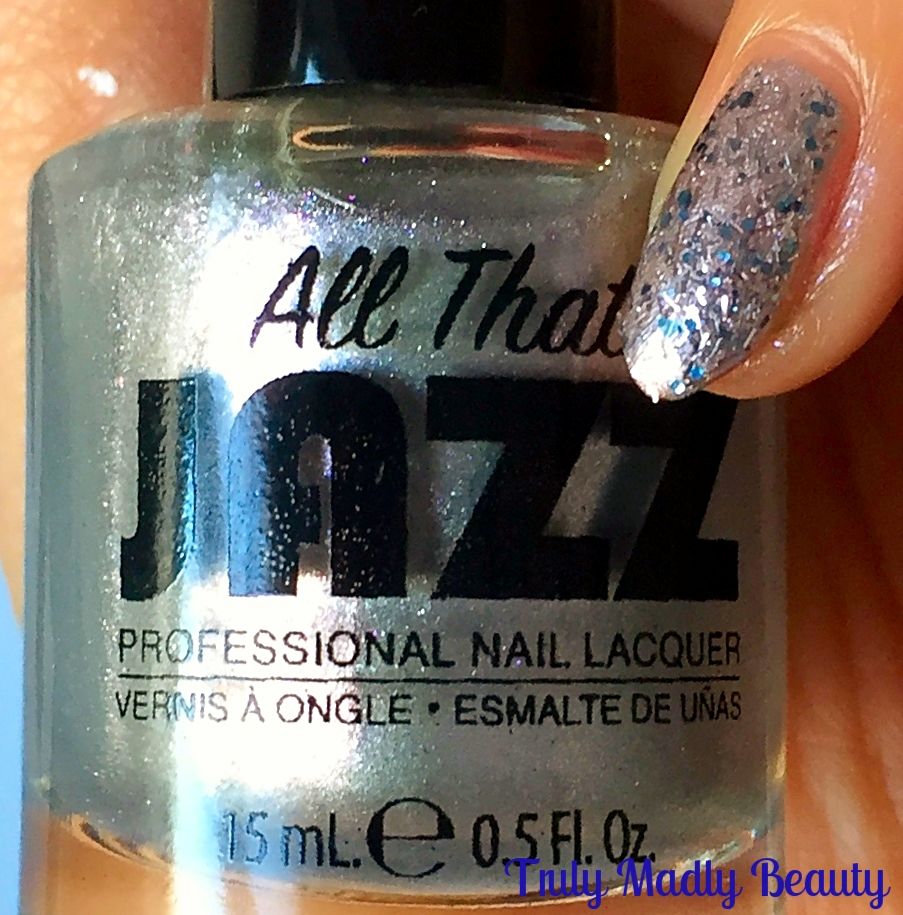 All That
JAZZ
PROFESSIONAL NAIL LACQUER
VERNIS À ONGLE • ESMALTE DE UÑAS
15 mL. e 0.5 Fl. Oz.
Truly Madly Beauty